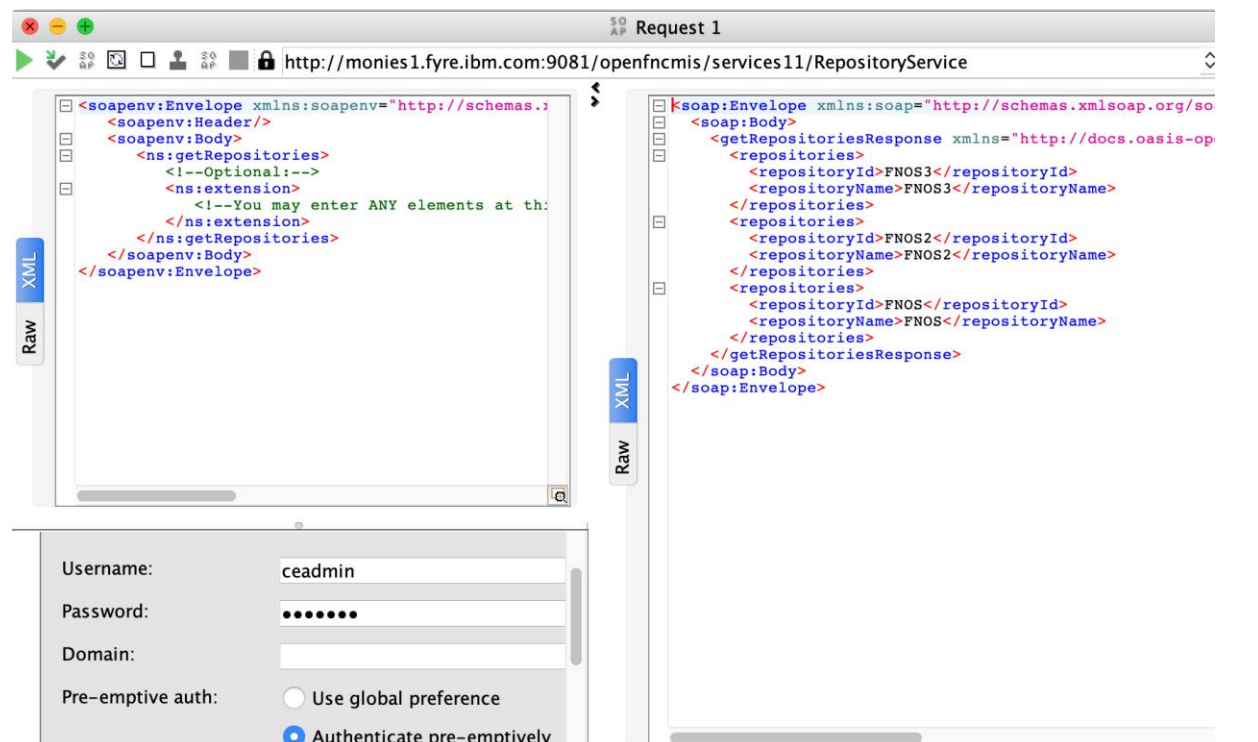 SOAP Request 1
SOAP SOAP http://monies1.fyre.ibm.com:9081/openfncmis/services11/RepositoryService
XML
Raw
<soapenv:Envelope xmlns:soapenv="http://schemas.
<soapenv:Header/>
<soapenv:Body>
<ns:getRepositories>
<!--Optional:-->
<ns:extension>
<!--You may enter ANY elements at
</ns:extension>
</ns:getRepositories>
</soapenv:Body>
</soapenv:Envelope>
XML
Raw
<soap:Envelope xmlns:soap="http://schemas.xmlsoap.org/so
<soap:Body>
<getRepositoriesResponse xmlns="http://docs.oasis-op
<repositories>
<repositoryId>FNOS3</repositoryId>
<repositoryName>FNOS3</repositoryName>
</repositories>
<repositories>
<repositoryId>FNOS2</repositoryId>
<repositoryName>FNOS2</repositoryName>
</repositories>
<repositories>
<repositoryId>FNOS</repositoryId>
<repositoryName>FNOS</repositoryName>
</repositories>
</getRepositoriesResponse>
</soap:Body>
</soap:Envelope>
Username: ceadmin
Password: •••••••
Domain:
Pre-emptive auth: Use global preference
Authenticate pre-emptively